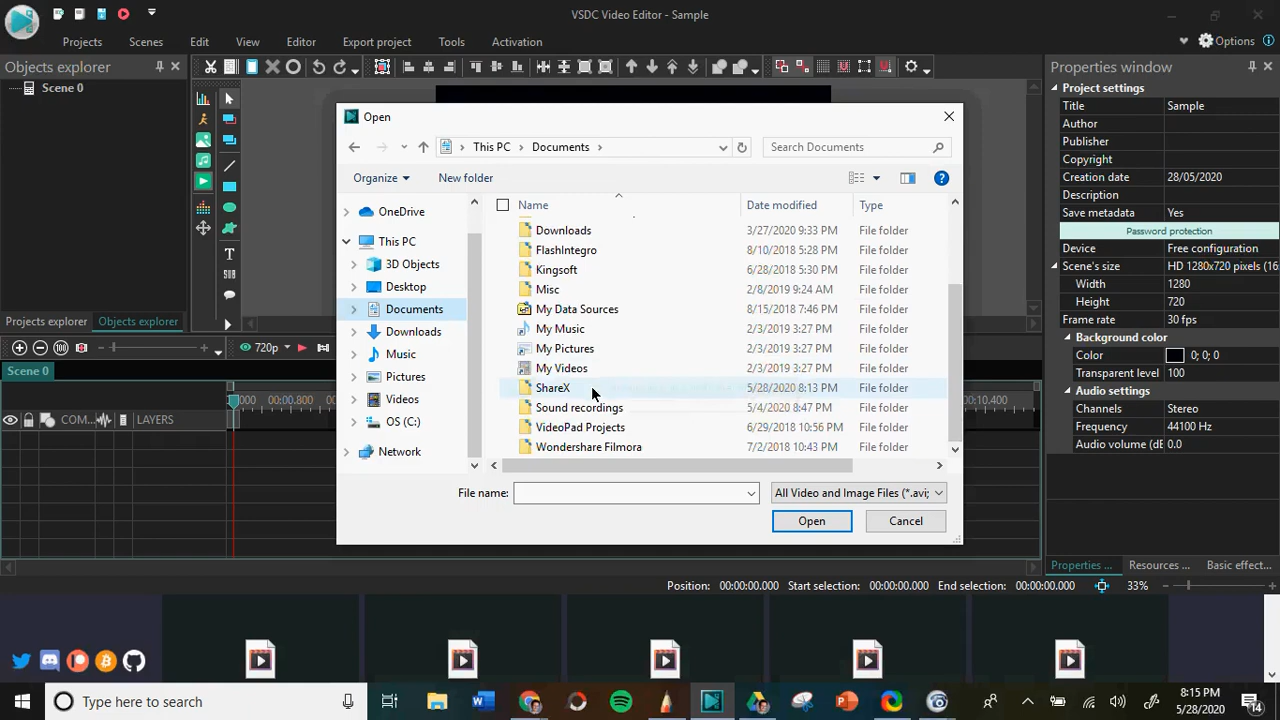 VSDC Video Editor - Sample
Projects Scenes Edit View Editor Export project Tools Activation
Options
Objects explorer
Scene 0
Projects explorer Objects explorer
Properties window
Project settings
Title Sample
Author
Publisher
Copyright
Creation date 28/05/2020
Description
Save metadata Yes
Password protection
Device Free configuration
Scene's size HD 1280x720 pixels (16
Width 1280
Height 720
Frame rate 30 fps
Background color
Color 0; 0; 0
Transparent level 100
Audio settings
Channels Stereo
Frequency 44100 Hz
Audio volume (dB 0.0
Properties ... Resources ... Basic effect...
Open
This PC Documents
Search Documents
Organize New folder
Name Date modified Type
OneDrive
This PC
3D Objects
Desktop
Documents
Downloads
Music
Pictures
Videos
OS (C:)
Network
Downloads 3/27/2020 9:33 PM File folder
FlashIntegro 8/10/2018 5:28 PM File folder
Kingsoft 6/28/2018 5:30 PM File folder
Misc 2/8/2019 9:24 AM File folder
My Data Sources 8/15/2018 7:46 PM File folder
My Music 2/3/2019 3:27 PM File folder
My Pictures 2/3/2019 3:27 PM File folder
My Videos 2/3/2019 3:27 PM File folder
ShareX 5/28/2020 8:13 PM File folder
Sound recordings 5/4/2020 8:47 PM File folder
VideoPad Projects 6/29/2018 10:56 PM File folder
Wondershare Filmora 7/2/2018 10:43 PM File folder
File name: All Video and Image Files (*.avi;
Open Cancel
720p
Scene 0
000 00:00.800 0:10.400
COM... LAYERS
Position: 00:00:00.000 Start selection: 00:00:00.000 End selection: 00:00:00.000 33%
Type here to search
8:15 PM
5/28/2020
14